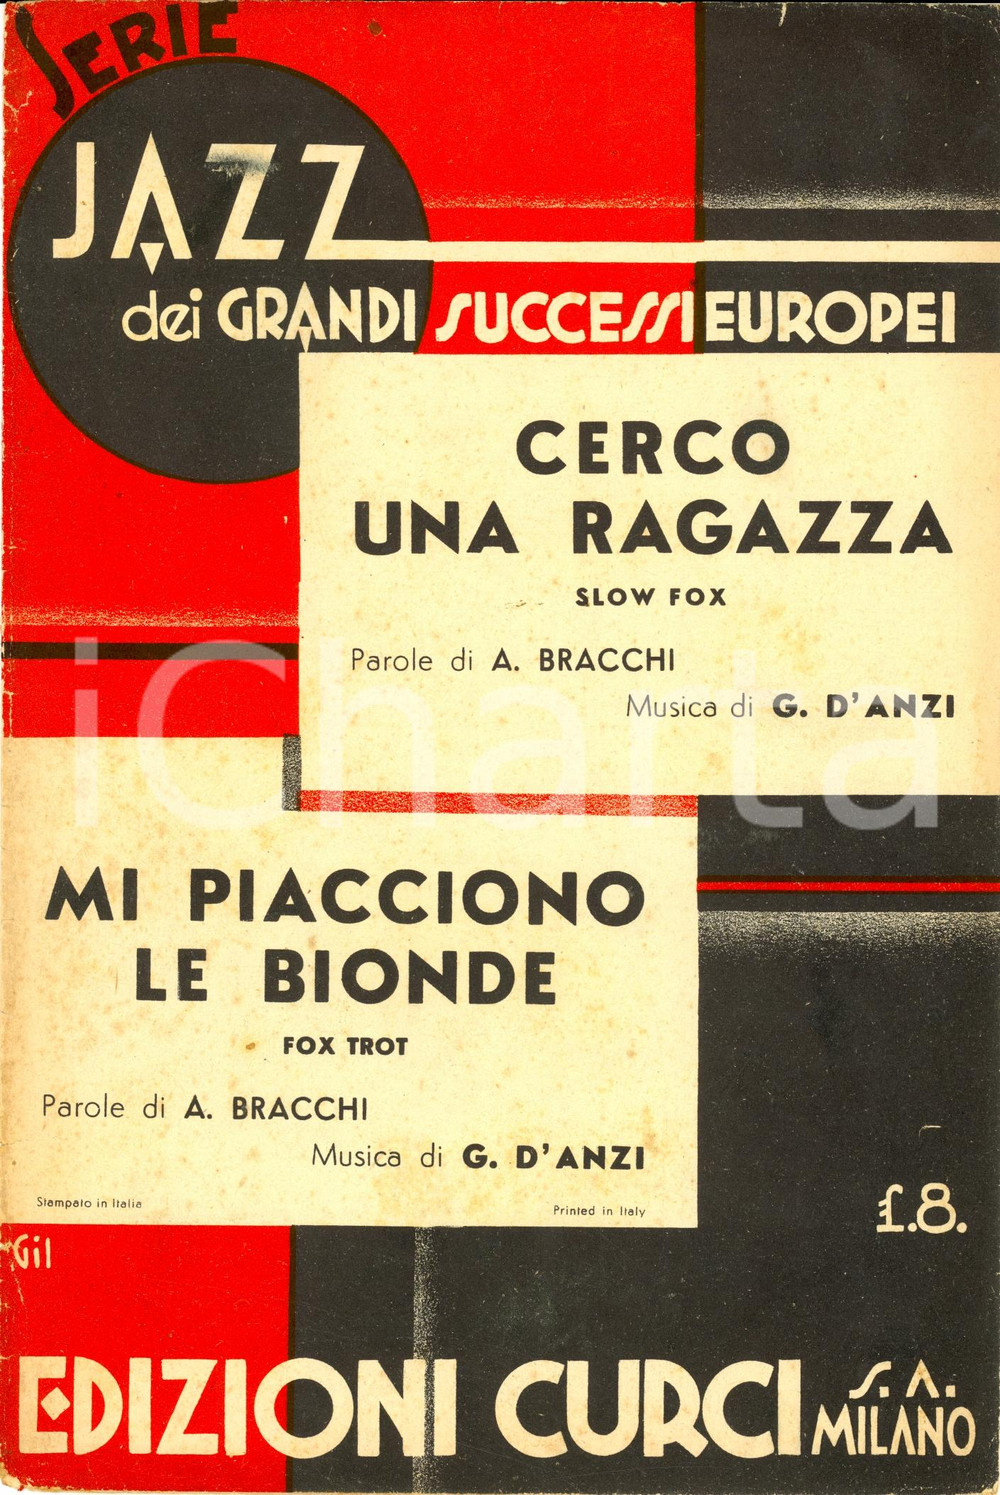 SERIE
JAZZ
dei GRANDI SUCCESSI EUROPEI
CERCO
UNA RAGAZZA
SLOW FOX
Parole di A. BRACCHI
Musica di G. D'ANZI
iCharta
MI PIACCIONO
LE BIONDE
FOX TROT
Parole di A. BRACCHI
Musica di G. D'ANZI
Stampato in Italia
Printed in Italy
£.8.
Gil
EDIZIONI CURCI S.A. MILANO